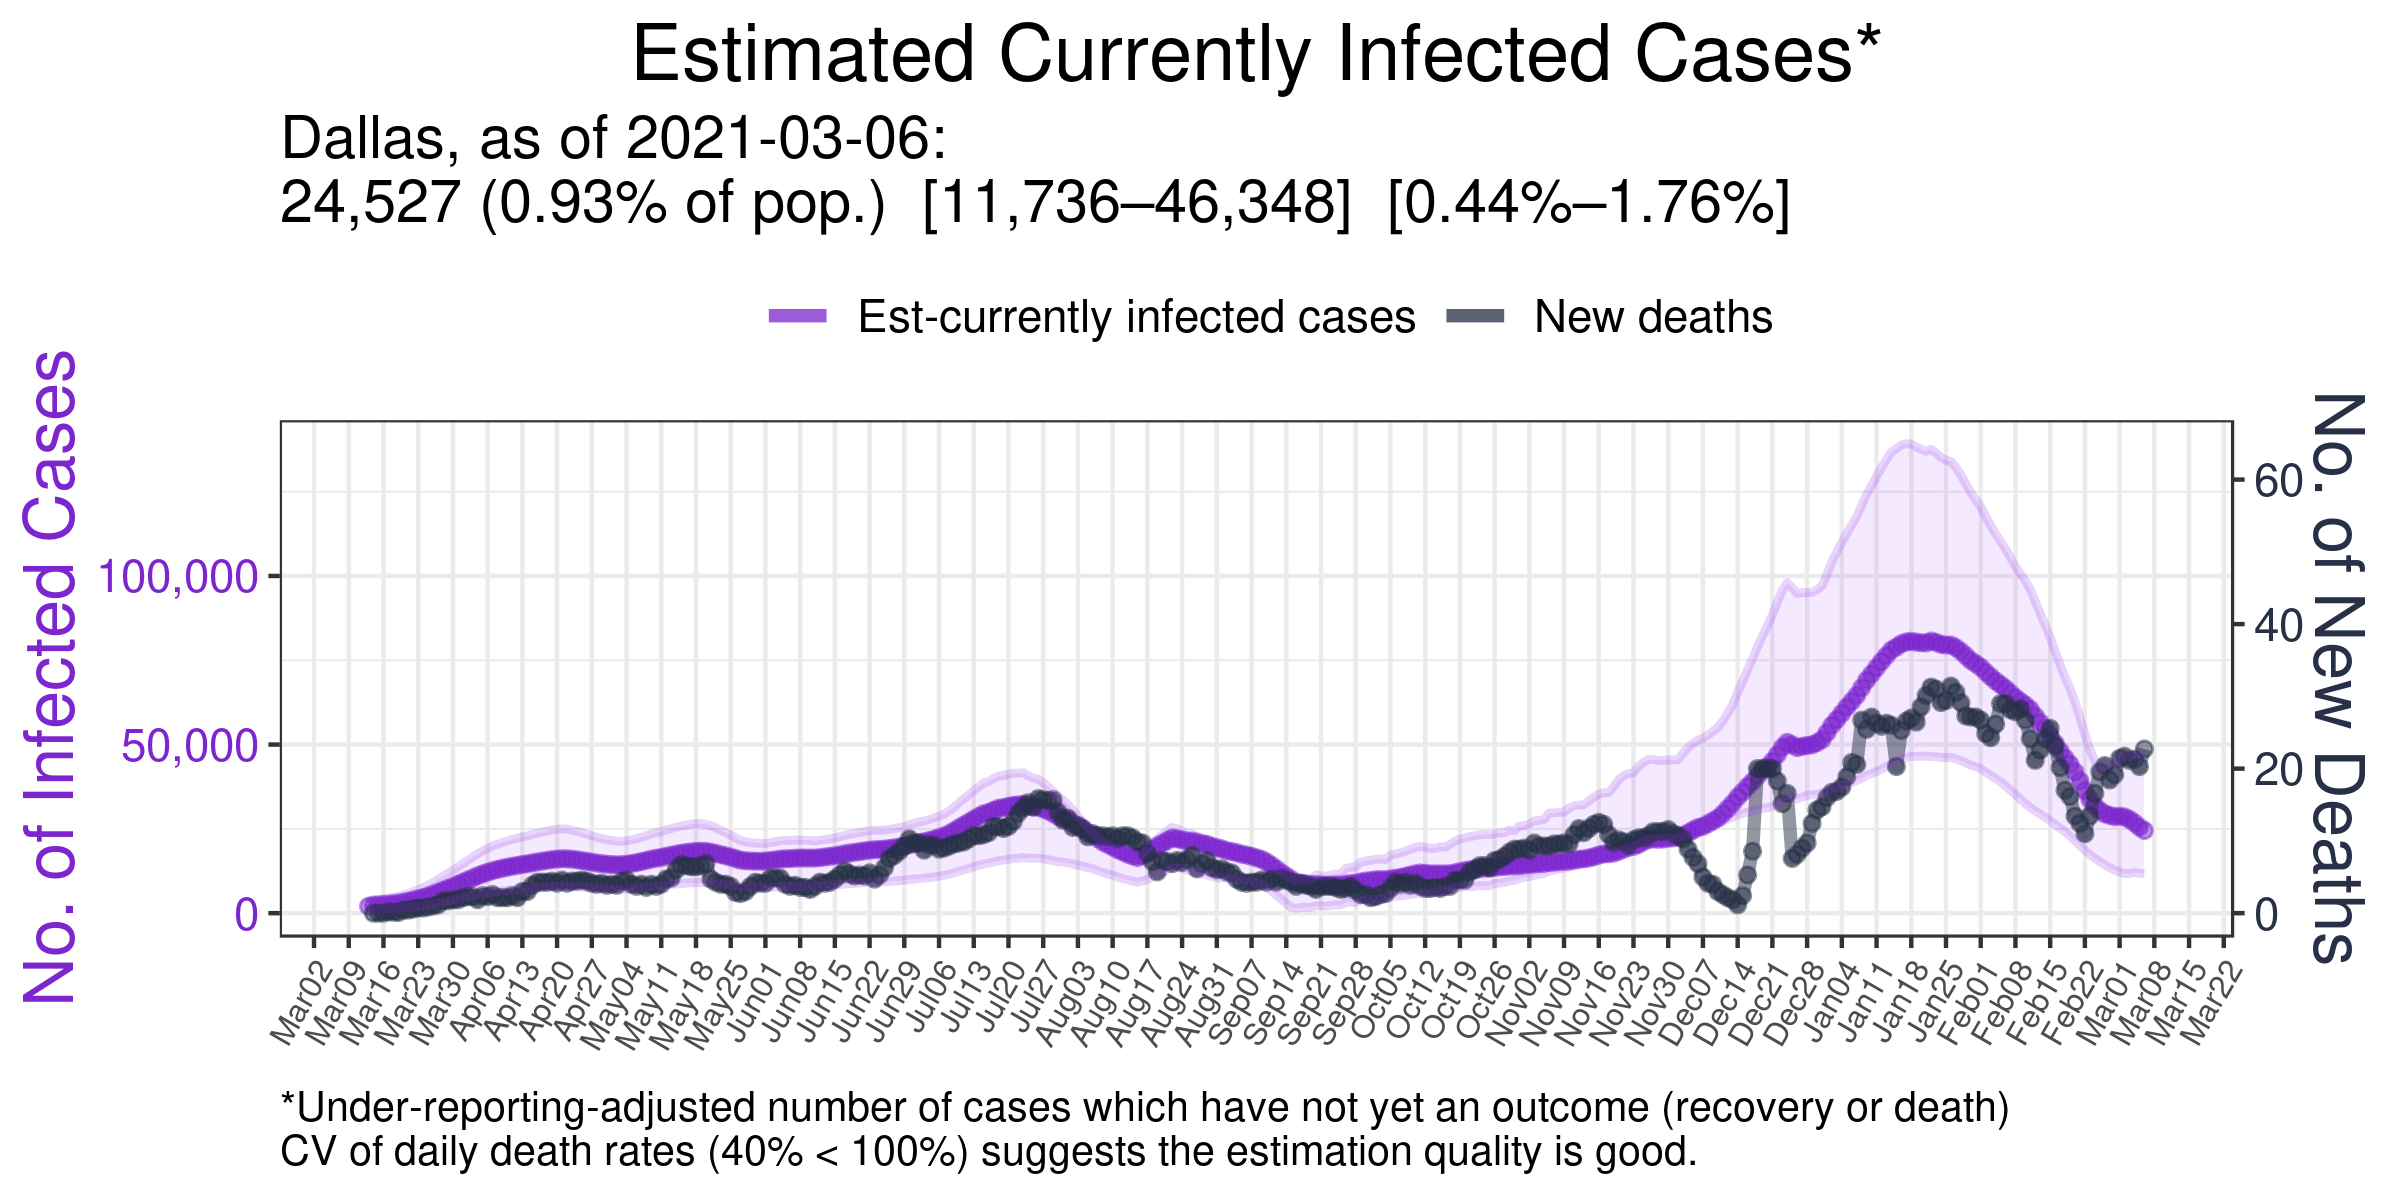 Estimated Currently Infected Cases*
Dallas, as of 2021-03-06:
24,527 (0.93% of pop.) [11,736–46,348] [0.44%–1.76%]
Est-currently infected cases
New deaths
No. of Infected Cases
100,000
50,000
0
60
40
20
0
No. of New Deaths
Mar02
Mar09
Mar16
Mar23
Mar30
Apr06
Apr13
Apr20
Apr27
May04
May11
May18
May25
Jun01
Jun08
Jun15
Jun22
Jun29
Jul06
Jul13
Jul20
Jul27
Aug03
Aug10
Aug17
Aug24
Aug31
Sep07
Sep14
Sep21
Sep28
Oct05
Oct12
Oct19
Oct26
Nov02
Nov09
Nov16
Nov23
Nov30
Dec07
Dec14
Dec21
Dec28
Jan04
Jan11
Jan18
Jan25
Feb01
Feb08
Feb15
Feb22
Mar01
Mar08
Mar15
Mar22
*Under-reporting-adjusted number of cases which have not yet an outcome (recovery or death)
CV of daily death rates (40% < 100%) suggests the estimation quality is good.